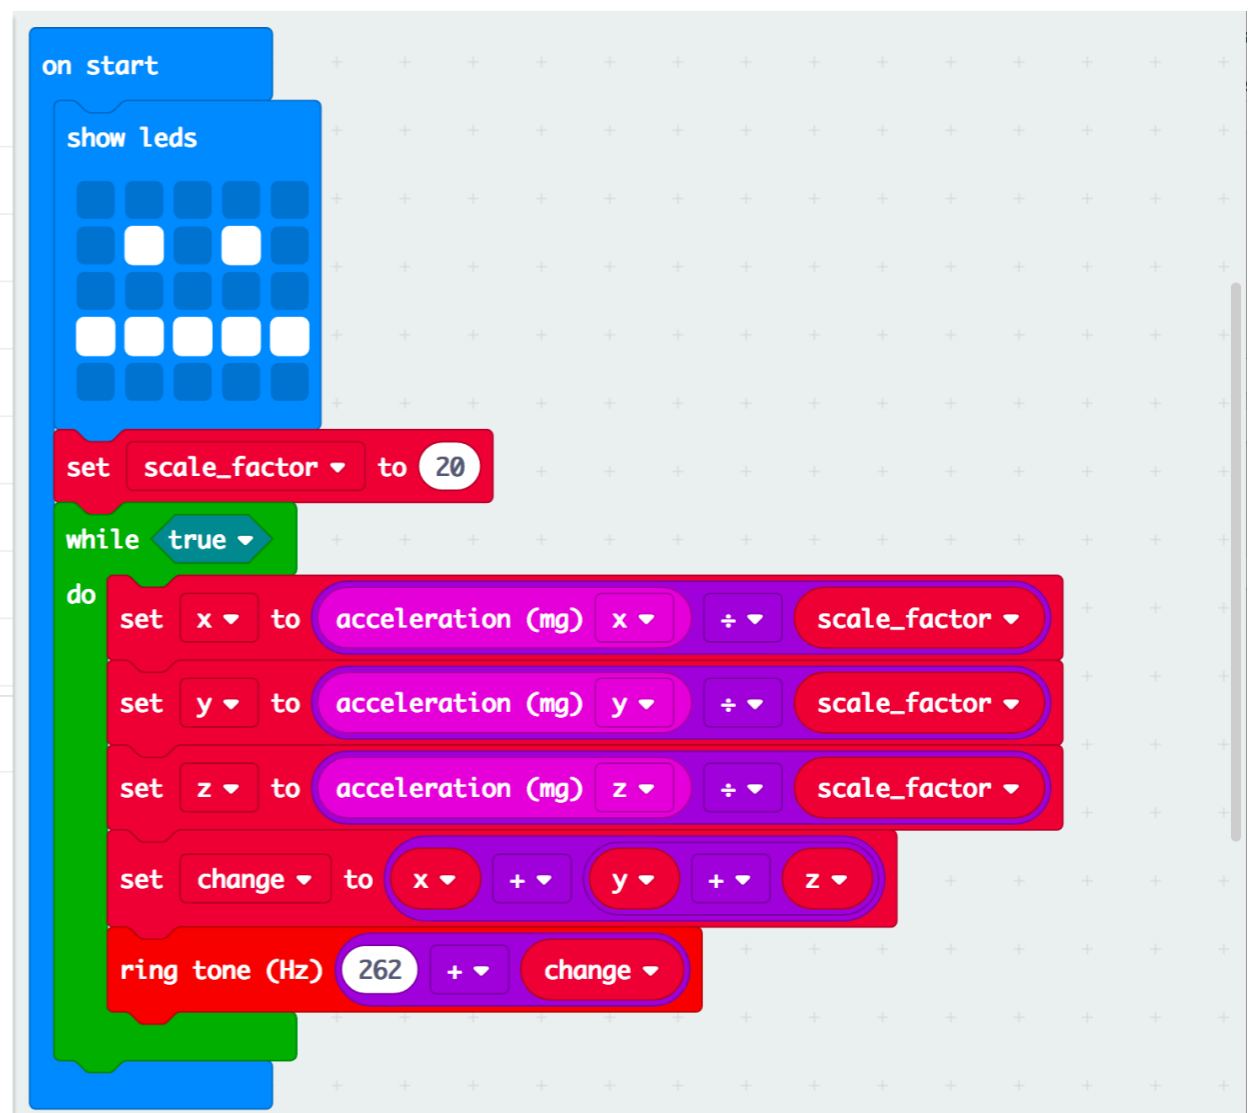 on start
show leds
set scale_factor to 20
while true
do
set x to acceleration (mg) x ÷ scale_factor
set y to acceleration (mg) y ÷ scale_factor
set z to acceleration (mg) z ÷ scale_factor
set change to x + y + z
ring tone (Hz) 262 + change